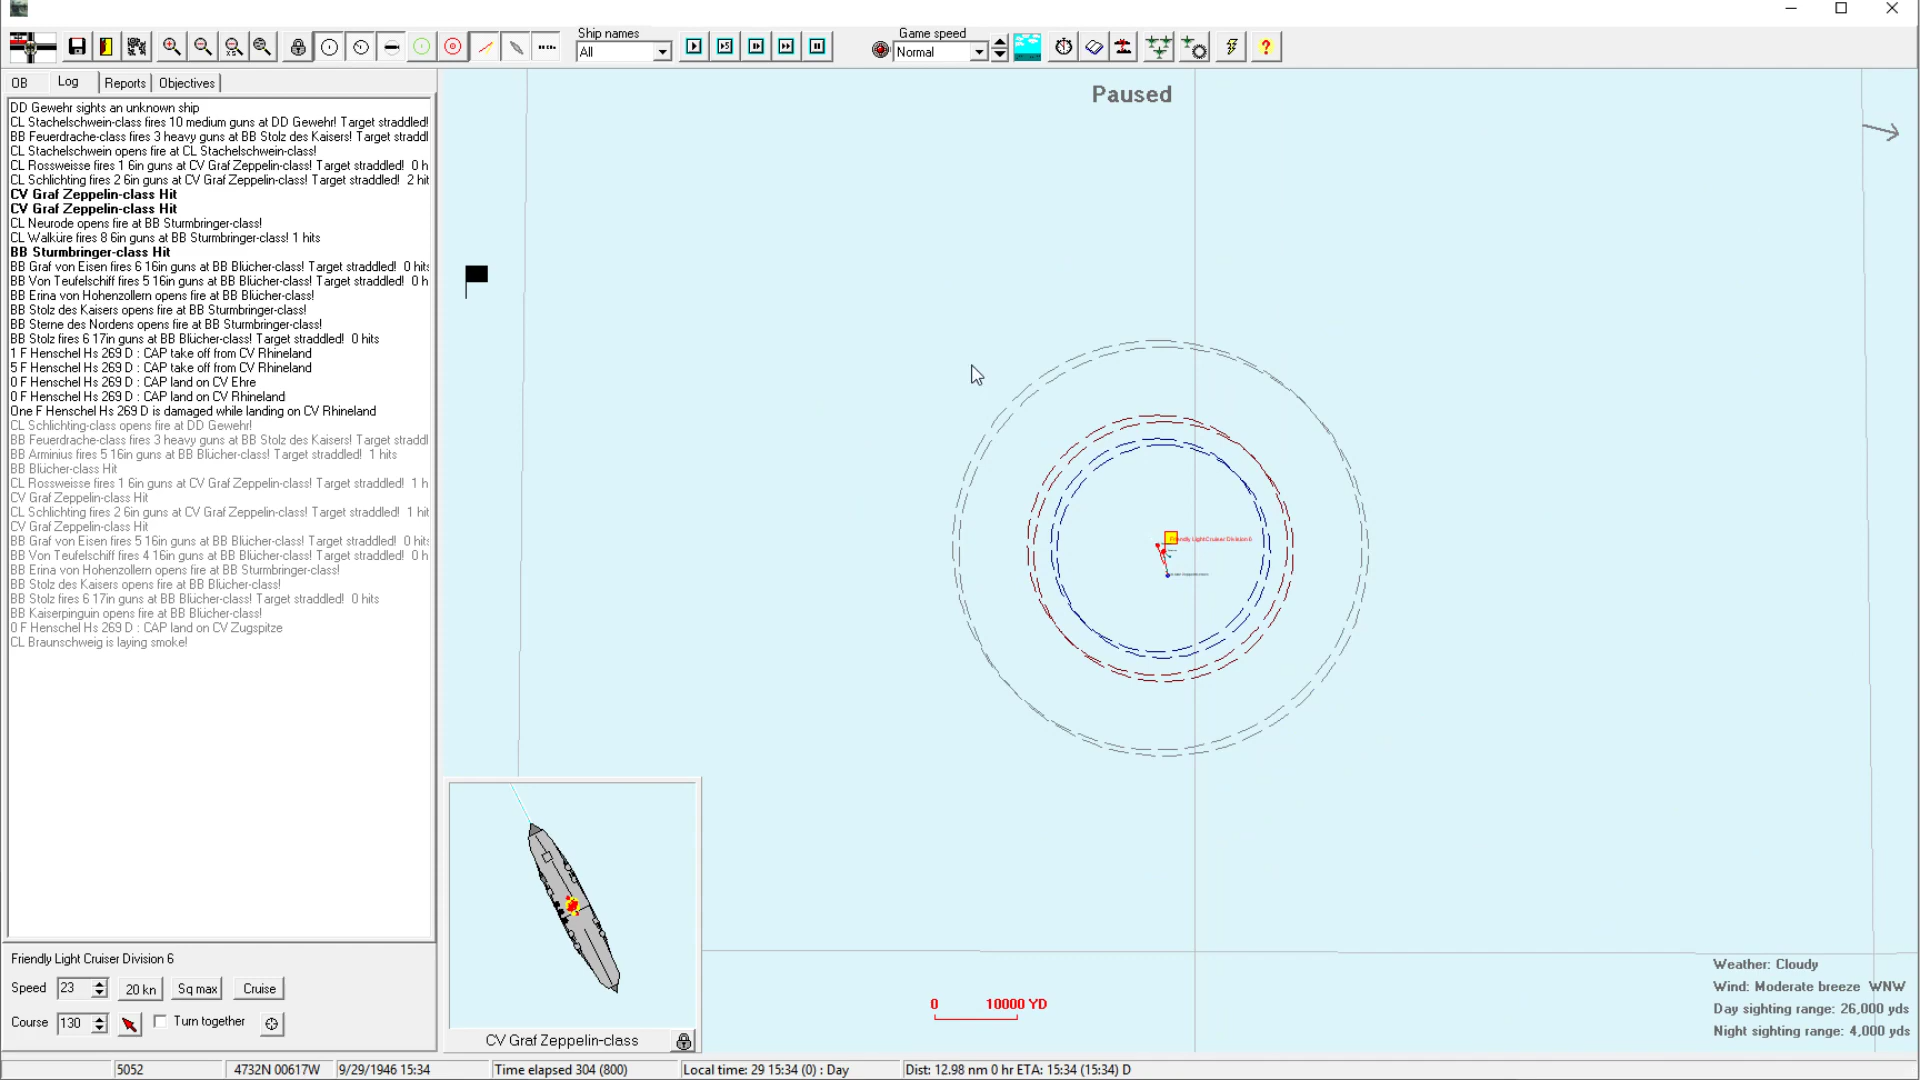 Ship names
All
Game speed
Normal
OB
Log
Reports
Objectives
DD Gewehr sights an unknown ship
CL Stachelschwein-class fires 10 medium guns at DD Gewehr! Target straddled!
BB Feuerdrache-class fires 3 heavy guns at BB Stolz des Kaisers! Target straddl
CL Stachelschwein opens fire at CL Stachelschwein-class!
CL Rossweisse fires 1 6in guns at CV Graf Zeppelin-class! Target straddled! 0 h
CL Schlichting fires 2 6in guns at CV Graf Zeppelin-class! Target straddled! 2 hit
CV Graf Zeppelin-class Hit
CV Graf Zeppelin-class Hit
CL Neurode opens fire at BB Sturmbringer-class!
CL Walküre fires 8 6in guns at BB Sturmbringer-class! 1 hits
BB Sturmbringer-class Hit
BB Graf von Eisen fires 6 16in guns at BB Blücher-class! Target straddled! 0 hits
BB Von Teufelschiff fires 5 16in guns at BB Blücher-class! Target straddled! 0 h
BB Erina von Hohenzollern opens fire at BB Blücher-class!
BB Stolz des Kaisers opens fire at BB Sturmbringer-class!
BB Sterne des Nordens opens fire at BB Sturmbringer-class!
BB Stolz fires 6 17in guns at BB Blücher-class! Target straddled! 0 hits
1 F Henschel Hs 269 D : CAP take off from CV Rhineland
5 F Henschel Hs 269 D : CAP take off from CV Rhineland
0 F Henschel Hs 269 D : CAP land on CV Ehre
0 F Henschel Hs 269 D : CAP land on CV Rhineland
One F Henschel Hs 269 D is damaged while landing on CV Rhineland
CL Schlichting-class opens fire at DD Gewehr!
BB Feuerdrache-class fires 3 heavy guns at BB Stolz des Kaisers! Target straddl
BB Arminius fires 5 16in guns at BB Blücher-class! Target straddled! 1 hits
BB Blücher-class Hit
CL Rossweisse fires 1 6in guns at CV Graf Zeppelin-class! Target straddled! 1 h
CV Graf Zeppelin-class Hit
CL Schlichting fires 2 6in guns at CV Graf Zeppelin-class! Target straddled! 1 hit
CV Graf Zeppelin-class Hit
BB Graf von Eisen fires 5 16in guns at BB Blücher-class! Target straddled! 0 hits
BB Von Teufelschiff fires 4 16in guns at BB Blücher-class! Target straddled! 0 h
BB Erina von Hohenzollern opens fire at BB Sturmbringer-class!
BB Stolz des Kaisers opens fire at BB Blücher-class!
BB Stolz fires 6 17in guns at BB Blücher-class! Target straddled! 0 hits
BB Kaiserpinguin opens fire at BB Blücher-class!
0 F Henschel Hs 269 D : CAP land on CV Zugspitze
CL Braunschweig is laying smoke!
Paused
Friendly Light Cruiser Division 6
Friendly Light Cruiser Division 6
Speed 23 20 kn Sq max Cruise
Course 130 Turn together
CV Graf Zeppelin-class
0 10000 YD
Weather: Cloudy
Wind: Moderate breeze WNW
Day sighting range: 26,000 yds
Night sighting range: 4,000 yds
5052 4732N 00617W 9/29/1946 15:34 Time elapsed 304 (800) Local time: 29 15:34 (0) : Day Dist: 12.98 nm 0 hr ETA: 15:34 (15:34) D